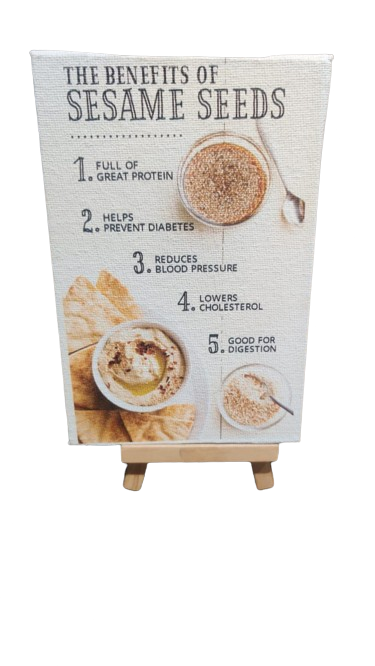 THE BENEFITS OF
SESAME SEEDS
1. FULL OF
GREAT PROTEIN
2. HELPS
PREVENT DIABETES
3. REDUCES
BLOOD PRESSURE
4. LOWERS
CHOLESTEROL
5. GOOD FOR
DIGESTION